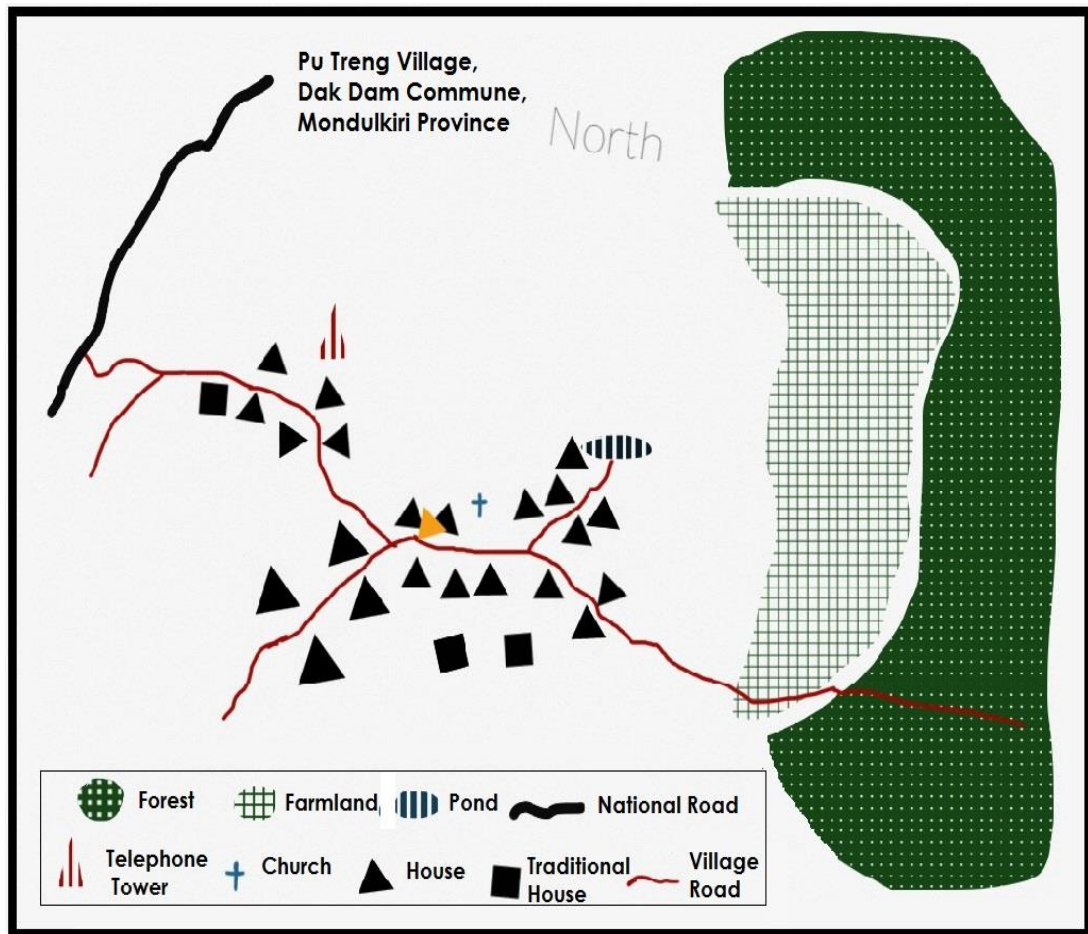 Pu Treng Village,
Dak Dam Commune,
Mondulkiri Province
North
Forest
Farmland
Pond
National Road
Telephone
Tower
Church
House
Traditional
House
Village
Road